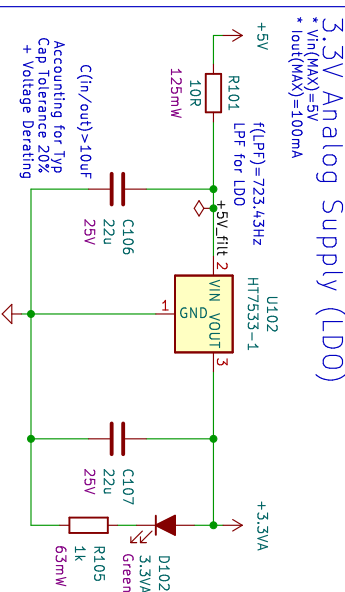 3.3V Analog Supply (LDO)
* Vin(MAX)=5V
* Iout(MAX)=100mA
+5V
R101
10R
125mW
f(LPF)=723.43Hz
LPF for LDO
+5V_filt
2
U102
HT7533-1
VIN
GND
VOUT
1
3
C(in/out)>10uF
Accounting for Typ
Cap Tolerance 20%
+ Voltage Derating
C106
22u
25V
C107
22u
25V
+3.3VA
D102
3.3VA
Green
R105
1k
63mW